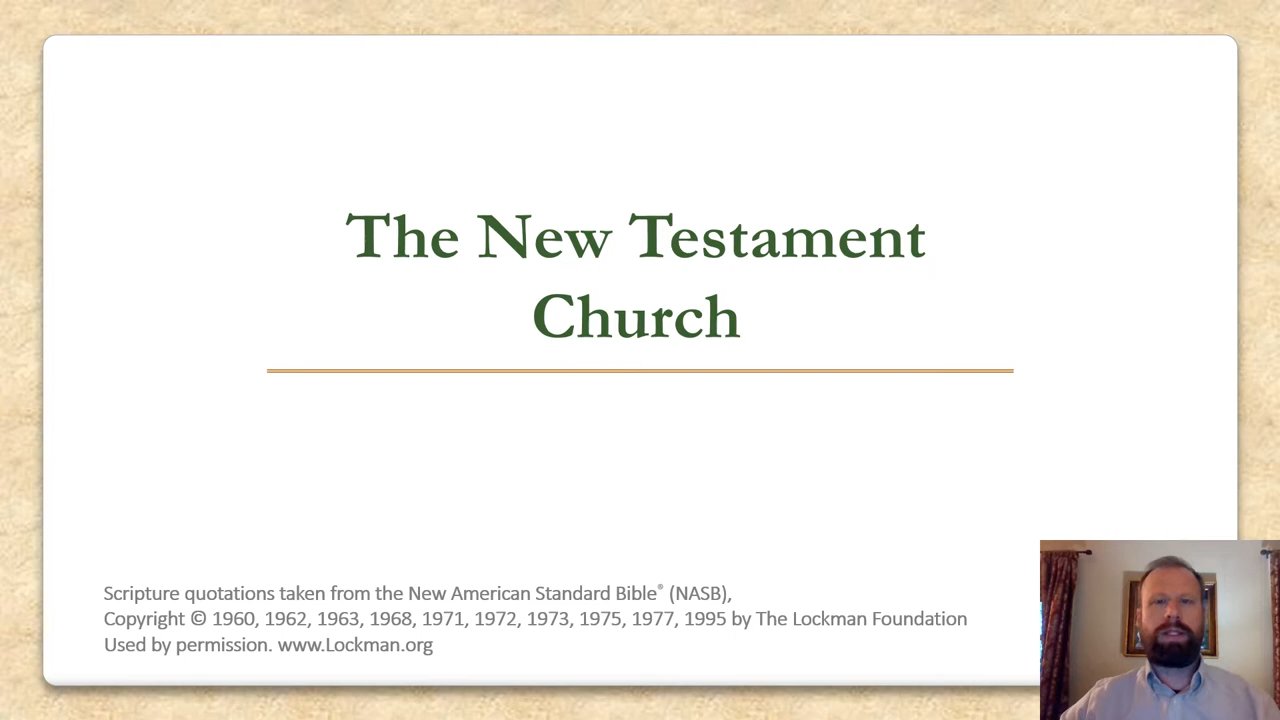 The New Testament
Church
Scripture quotations taken from the New American Standard Bible® (NASB),
Copyright © 1960, 1962, 1963, 1968, 1971, 1972, 1973, 1975, 1977, 1995 by The Lockman Foundation
Used by permission. www.Lockman.org